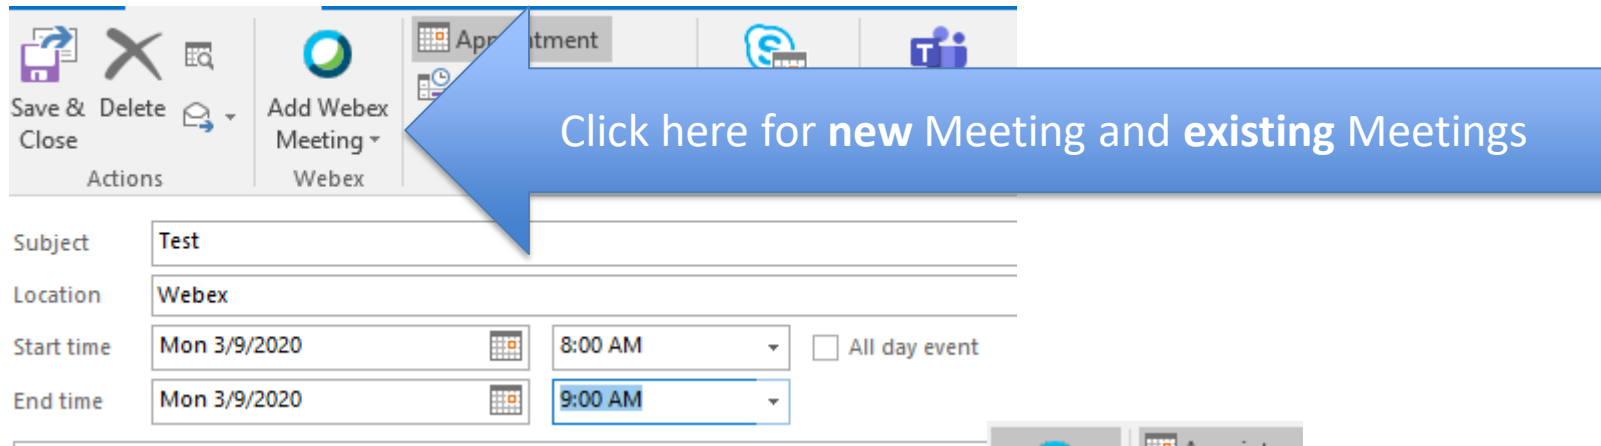 Appointment
Save & Delete
Close
Add Webex
Meeting
Actions
Webex
Click here for new Meeting and existing Meetings
Subject Test
Location Webex
Start time Mon 3/9/2020 8:00 AM All day event
End time Mon 3/9/2020 9:00 AM